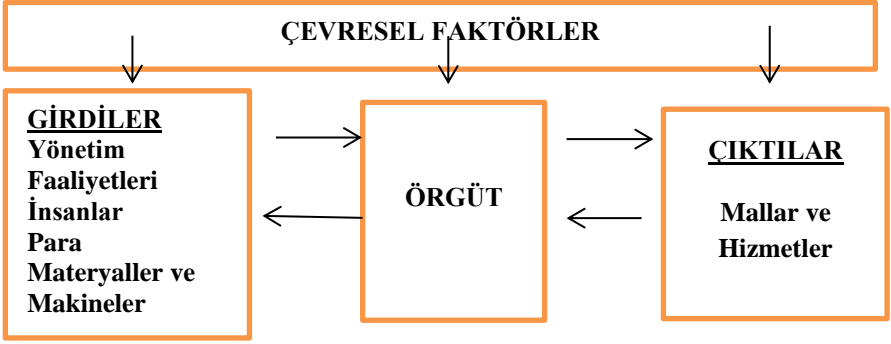 ÇEVRESEL FAKTÖRLER
GİRDİLER
Yönetim
Faaliyetleri
İnsanlar
Para
Materyaller ve
Makineler
ÖRGÜT
ÇIKTILAR
Mallar ve
Hizmetler